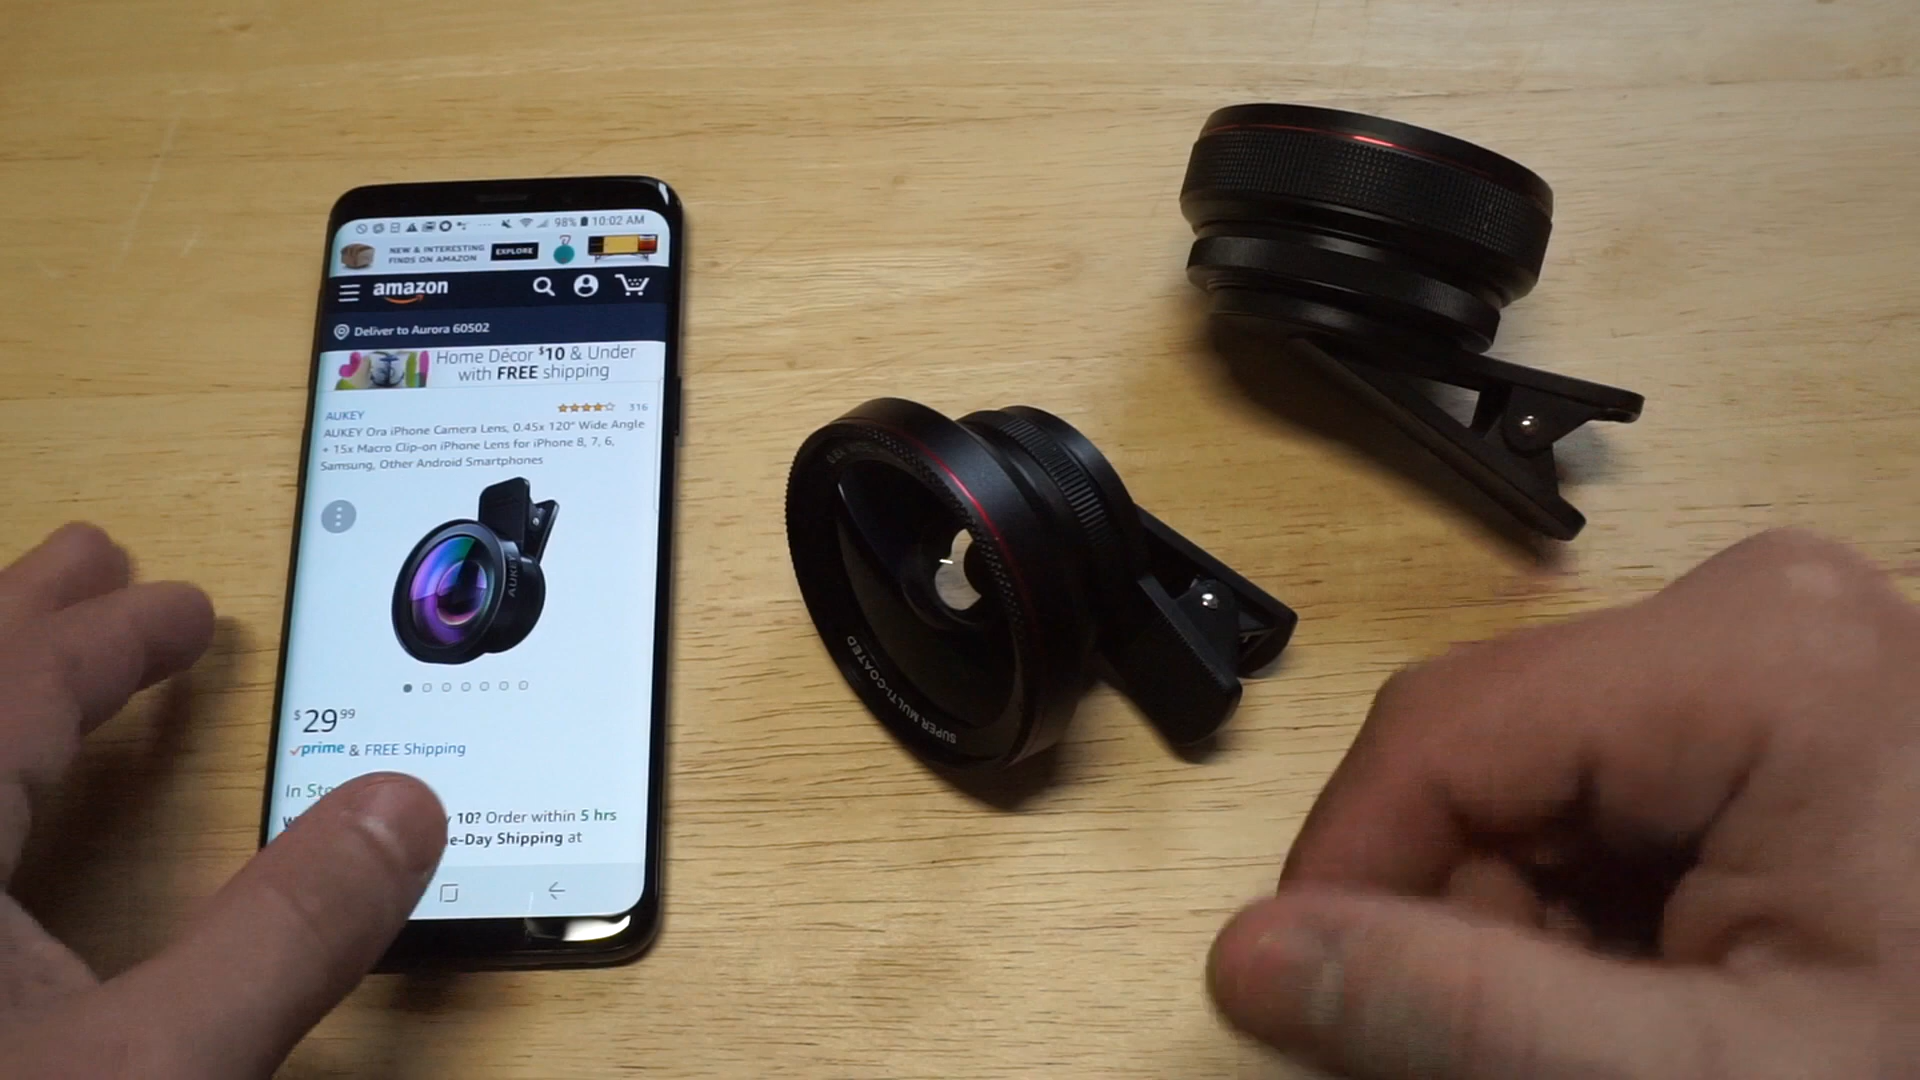 98% 10:02 AM
NEW & INTERESTING
FINDS ON AMAZON
EXPLORE
amazon
Deliver to Aurora 60502
Home Décor $10 & Under
with FREE shipping
AUKEY
316
AUKEY Ora iPhone Camera Lens, 0.45x 120° Wide Angle
+ 15x Macro Clip-on iPhone Lens for iPhone 8, 7, 6,
Samsung, Other Android Smartphones
AUKEY
$29.99
prime & FREE Shipping
In Sto
10? Order within 5 hrs
e-Day Shipping at
SUPER MULTI-COATED